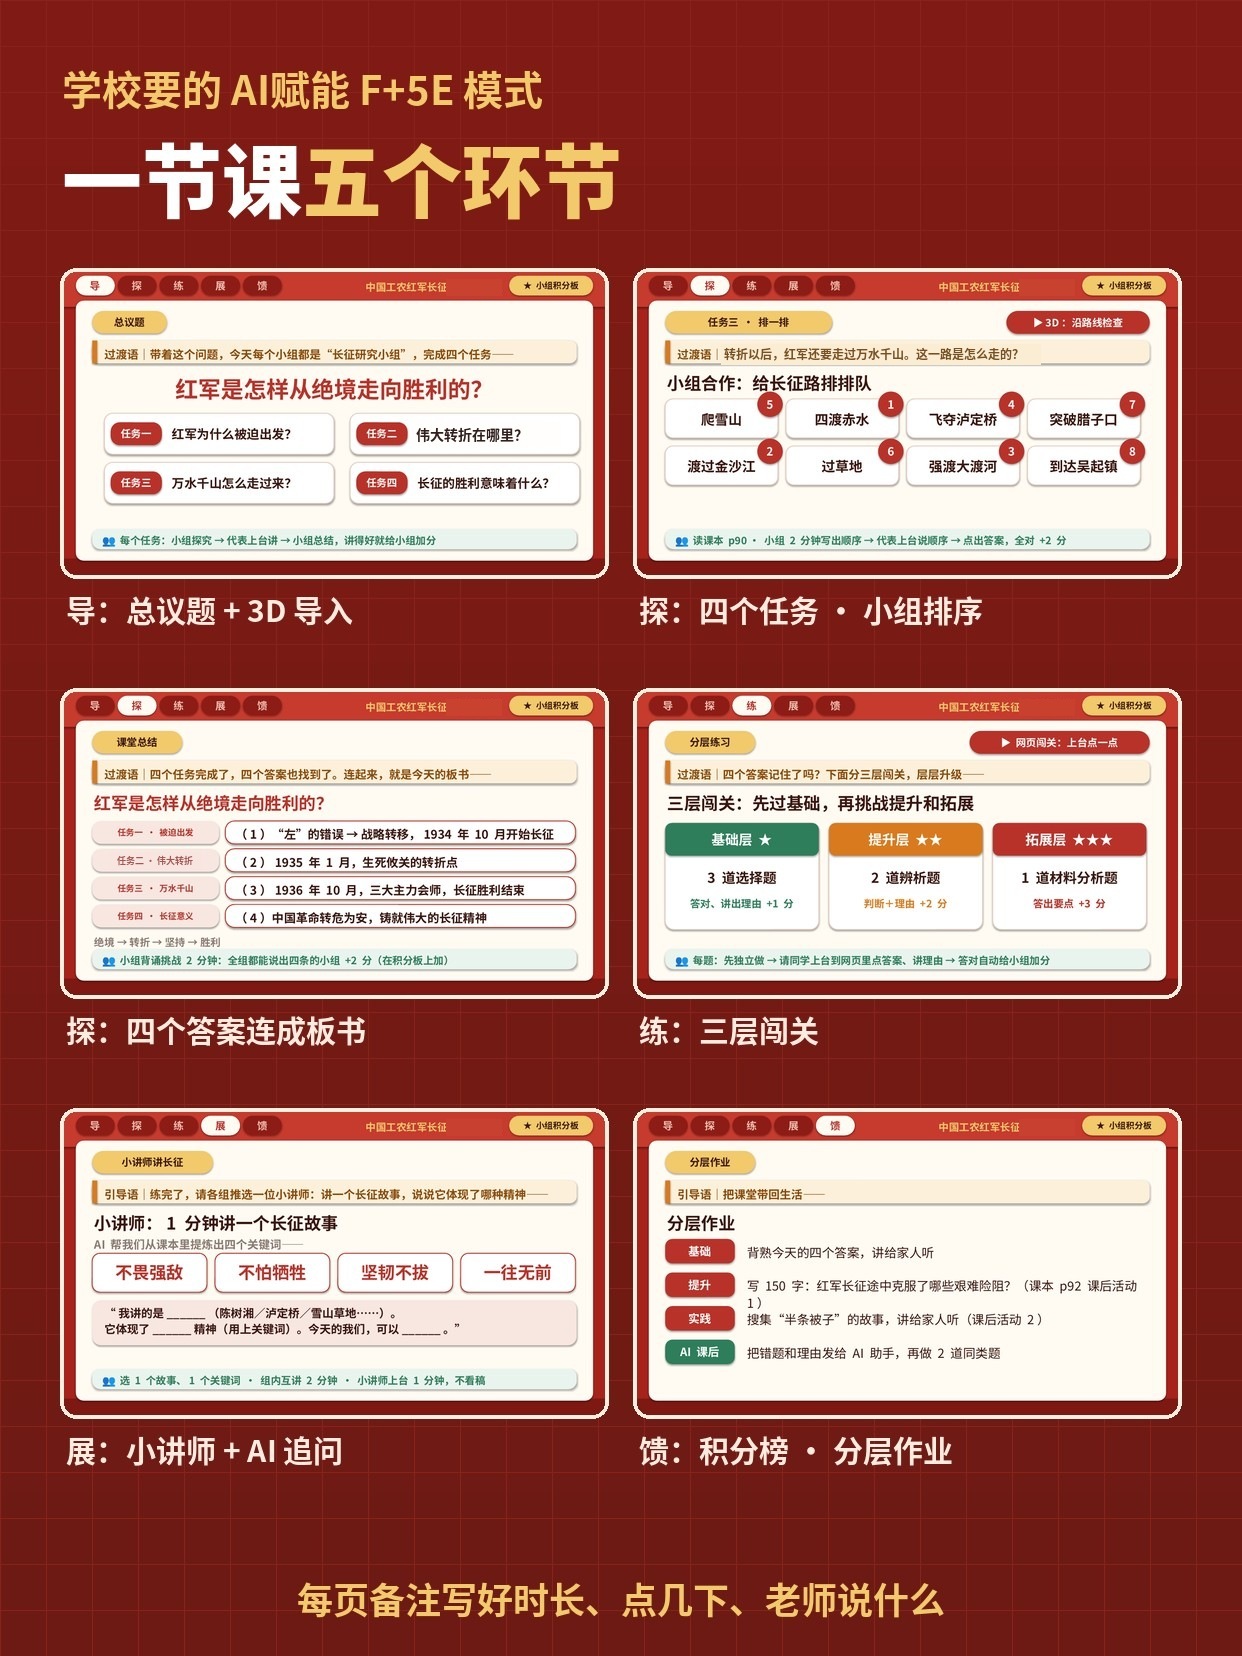 学校要的 AI赋能 F+5E 模式
一节课五个环节
导 探 练 展 馈 中国工农红军长征 ★ 小组积分板
总议题
过渡语｜带着这个问题，今天每个小组都是“长征研究小组”，完成四个任务——
红军是怎样从绝境走向胜利的？
任务一 红军为什么被迫出发？
任务二 伟大转折在哪里？
任务三 万水千山怎么走过来？
任务四 长征的胜利意味着什么？
每个任务：小组探究→代表上台讲→小组总结，讲得好就给小组加分
导：总议题 + 3D 导入
导 探 练 展 馈 中国工农红军长征 ★ 小组积分板
任务三 · 排一排
▶ 3D：沿路线检查
过渡语｜转折以后，红军还要走过万水千山。这一路是怎么走的？
小组合作：给长征路排排队
爬雪山 5 四渡赤水 1 飞夺泸定桥 4 突破腊子口 7
渡过金沙江 2 过草地 6 强渡大渡河 3 到达吴起镇 8
读课本 p90 · 小组 2 分钟写出顺序→代表上台说顺序→点出答案，全对 +2 分
探：四个任务 · 小组排序
导 探 练 展 馈 中国工农红军长征 ★ 小组积分板
课堂总结
过渡语｜四个任务完成了，四个答案也找到了。连起来，就是今天的板书——
红军是怎样从绝境走向胜利的？
任务一 · 被迫出发 （1）“左”的错误→战略转移，1934 年 10 月开始长征
任务二 · 伟大转折 （2）1935 年 1 月，生死攸关的转折点
任务三 · 万水千山 （3）1936 年 10 月，三大主力会师，长征胜利结束
任务四 · 长征意义 （4）中国革命转危为安，铸就伟大的长征精神
绝境→转折→坚持→胜利
小组背诵挑战 2 分钟：全组都能说出四条的小组 +2 分（在积分板上加）
探：四个答案连成板书
导 探 练 展 馈 中国工农红军长征 ★ 小组积分板
分层练习
▶ 网页闯关：上台点一点
过渡语｜四个答案记住了吗？下面分三层闯关，层层升级——
三层闯关：先过基础，再挑战提升和拓展
基础层 ★ 提升层 ★★ 拓展层 ★★★
3 道选择题 2 道辨析题 1 道材料分析题
答对、讲出理由 +1 分 判断＋理由 +2 分 答出要点 +3 分
每题：先独立做→请同学上台到网页里点答案、讲理由→答对自动给小组加分
练：三层闯关
导 探 练 展 馈 中国工农红军长征 ★ 小组积分板
小讲师讲长征
引导语｜练完了，请各组推选一位小讲师：讲一个长征故事，说说它体现了哪种精神——
小讲师：1 分钟讲一个长征故事
AI 帮我们从课本里提炼出四个关键词——
不畏强敌 不怕牺牲 坚韧不拔 一往无前
“我讲的是______（陈树湘／泸定桥／雪山草地……）。
它体现了______精神（用上关键词）。今天的我们，可以______。”
选 1 个故事、1 个关键词 · 组内互讲 2 分钟 · 小讲师上台 1 分钟，不看稿
展：小讲师 + AI 追问
导 探 练 展 馈 中国工农红军长征 ★ 小组积分板
分层作业
引导语｜把课堂带回生活——
分层作业
基础 背熟今天的四个答案，讲给家人听
提升 写 150 字：红军长征途中克服了哪些艰难险阻？（课本 p92 课后活动
1）
实践 搜集“半条被子”的故事，讲给家人听（课后活动 2）
AI 课后 把错题和理由发给 AI 助手，再做 2 道同类题
馈：积分榜 · 分层作业
每页备注写好时长、点几下、老师说什么